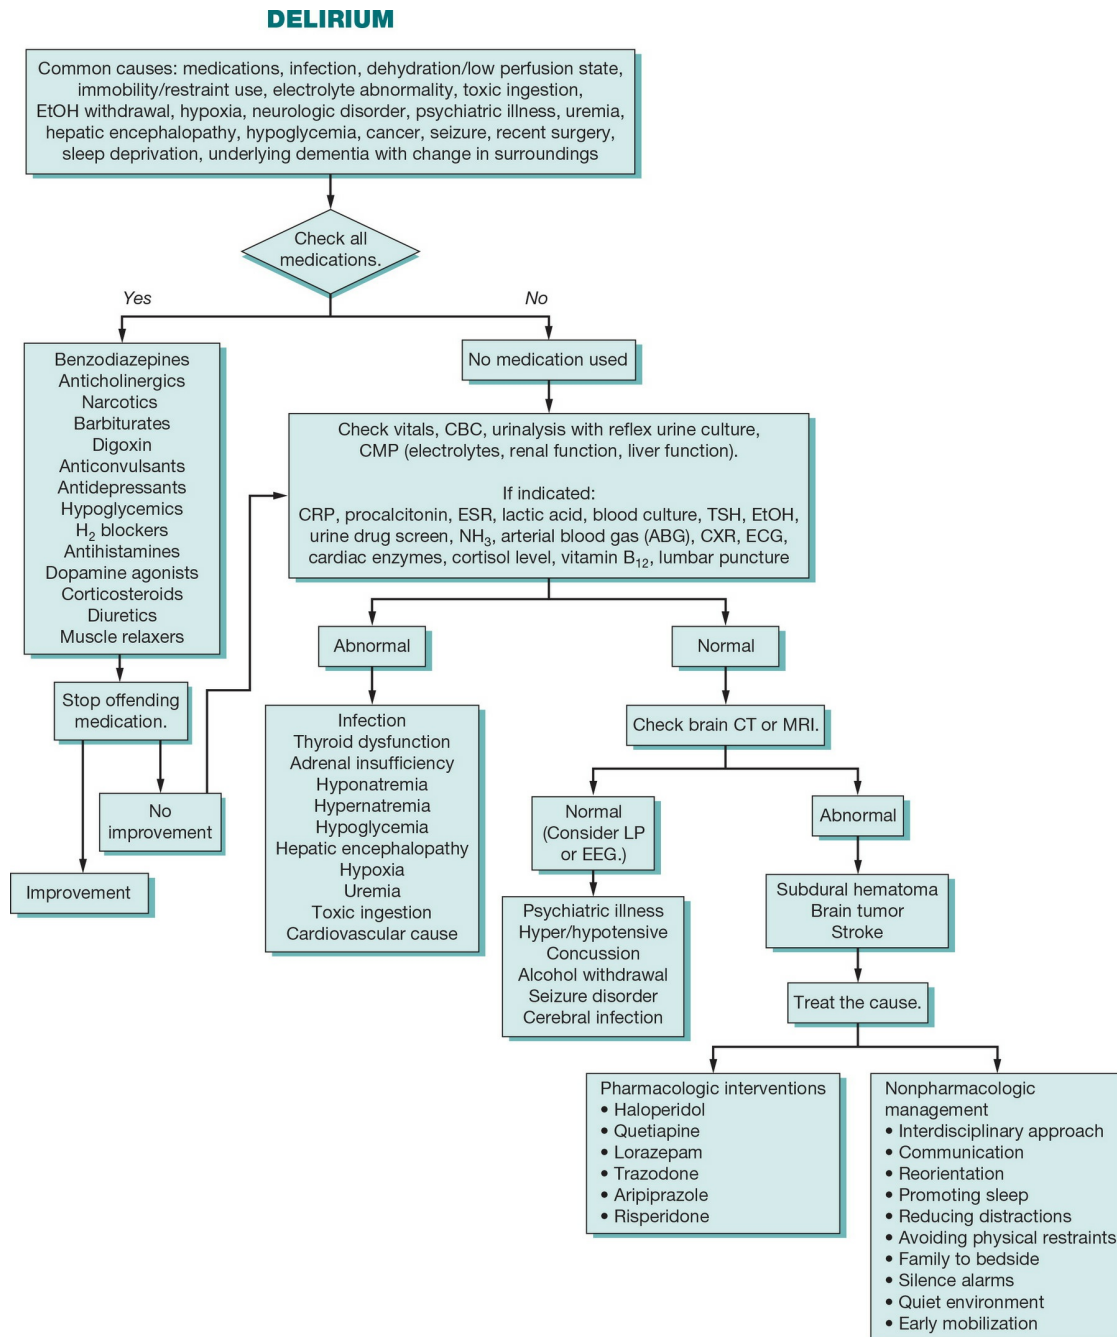 DELIRIUM
Common causes: medications, infection, dehydration/low perfusion state,
immobility/restraint use, electrolyte abnormality, toxic ingestion,
EtOH withdrawal, hypoxia, neurologic disorder, psychiatric illness, uremia,
hepatic encephalopathy, hypoglycemia, cancer, seizure, recent surgery,
sleep deprivation, underlying dementia with change in surroundings
Check all
medications.
Yes
No
Benzodiazepines
Anticholinergics
Narcotics
Barbiturates
Digoxin
Anticonvulsants
Antidepressants
Hypoglycemics
H₂ blockers
Antihistamines
Dopamine agonists
Corticosteroids
Diuretics
Muscle relaxers
Stop offending
medication.
No
improvement
Improvement
No medication used
Check vitals, CBC, urinalysis with reflex urine culture,
CMP (electrolytes, renal function, liver function).
If indicated:
CRP, procalcitonin, ESR, lactic acid, blood culture, TSH, EtOH,
urine drug screen, NH₃, arterial blood gas (ABG), CXR, ECG,
cardiac enzymes, cortisol level, vitamin B₁₂, lumbar puncture
Abnormal
Infection
Thyroid dysfunction
Adrenal insufficiency
Hyponatremia
Hypernatremia
Hypoglycemia
Hepatic encephalopathy
Hypoxia
Uremia
Toxic ingestion
Cardiovascular cause
Normal
Check brain CT or MRI.
Normal
(Consider LP
or EEG.)
Psychiatric illness
Hyper/hypotensive
Concussion
Alcohol withdrawal
Seizure disorder
Cerebral infection
Abnormal
Subdural hematoma
Brain tumor
Stroke
Treat the cause.
Pharmacologic interventions
• Haloperidol
• Quetiapine
• Lorazepam
• Trazodone
• Aripiprazole
• Risperidone
Nonpharmacologic
management
• Interdisciplinary approach
• Communication
• Reorientation
• Promoting sleep
• Reducing distractions
• Avoiding physical restraints
• Family to bedside
• Silence alarms
• Quiet environment
• Early mobilization